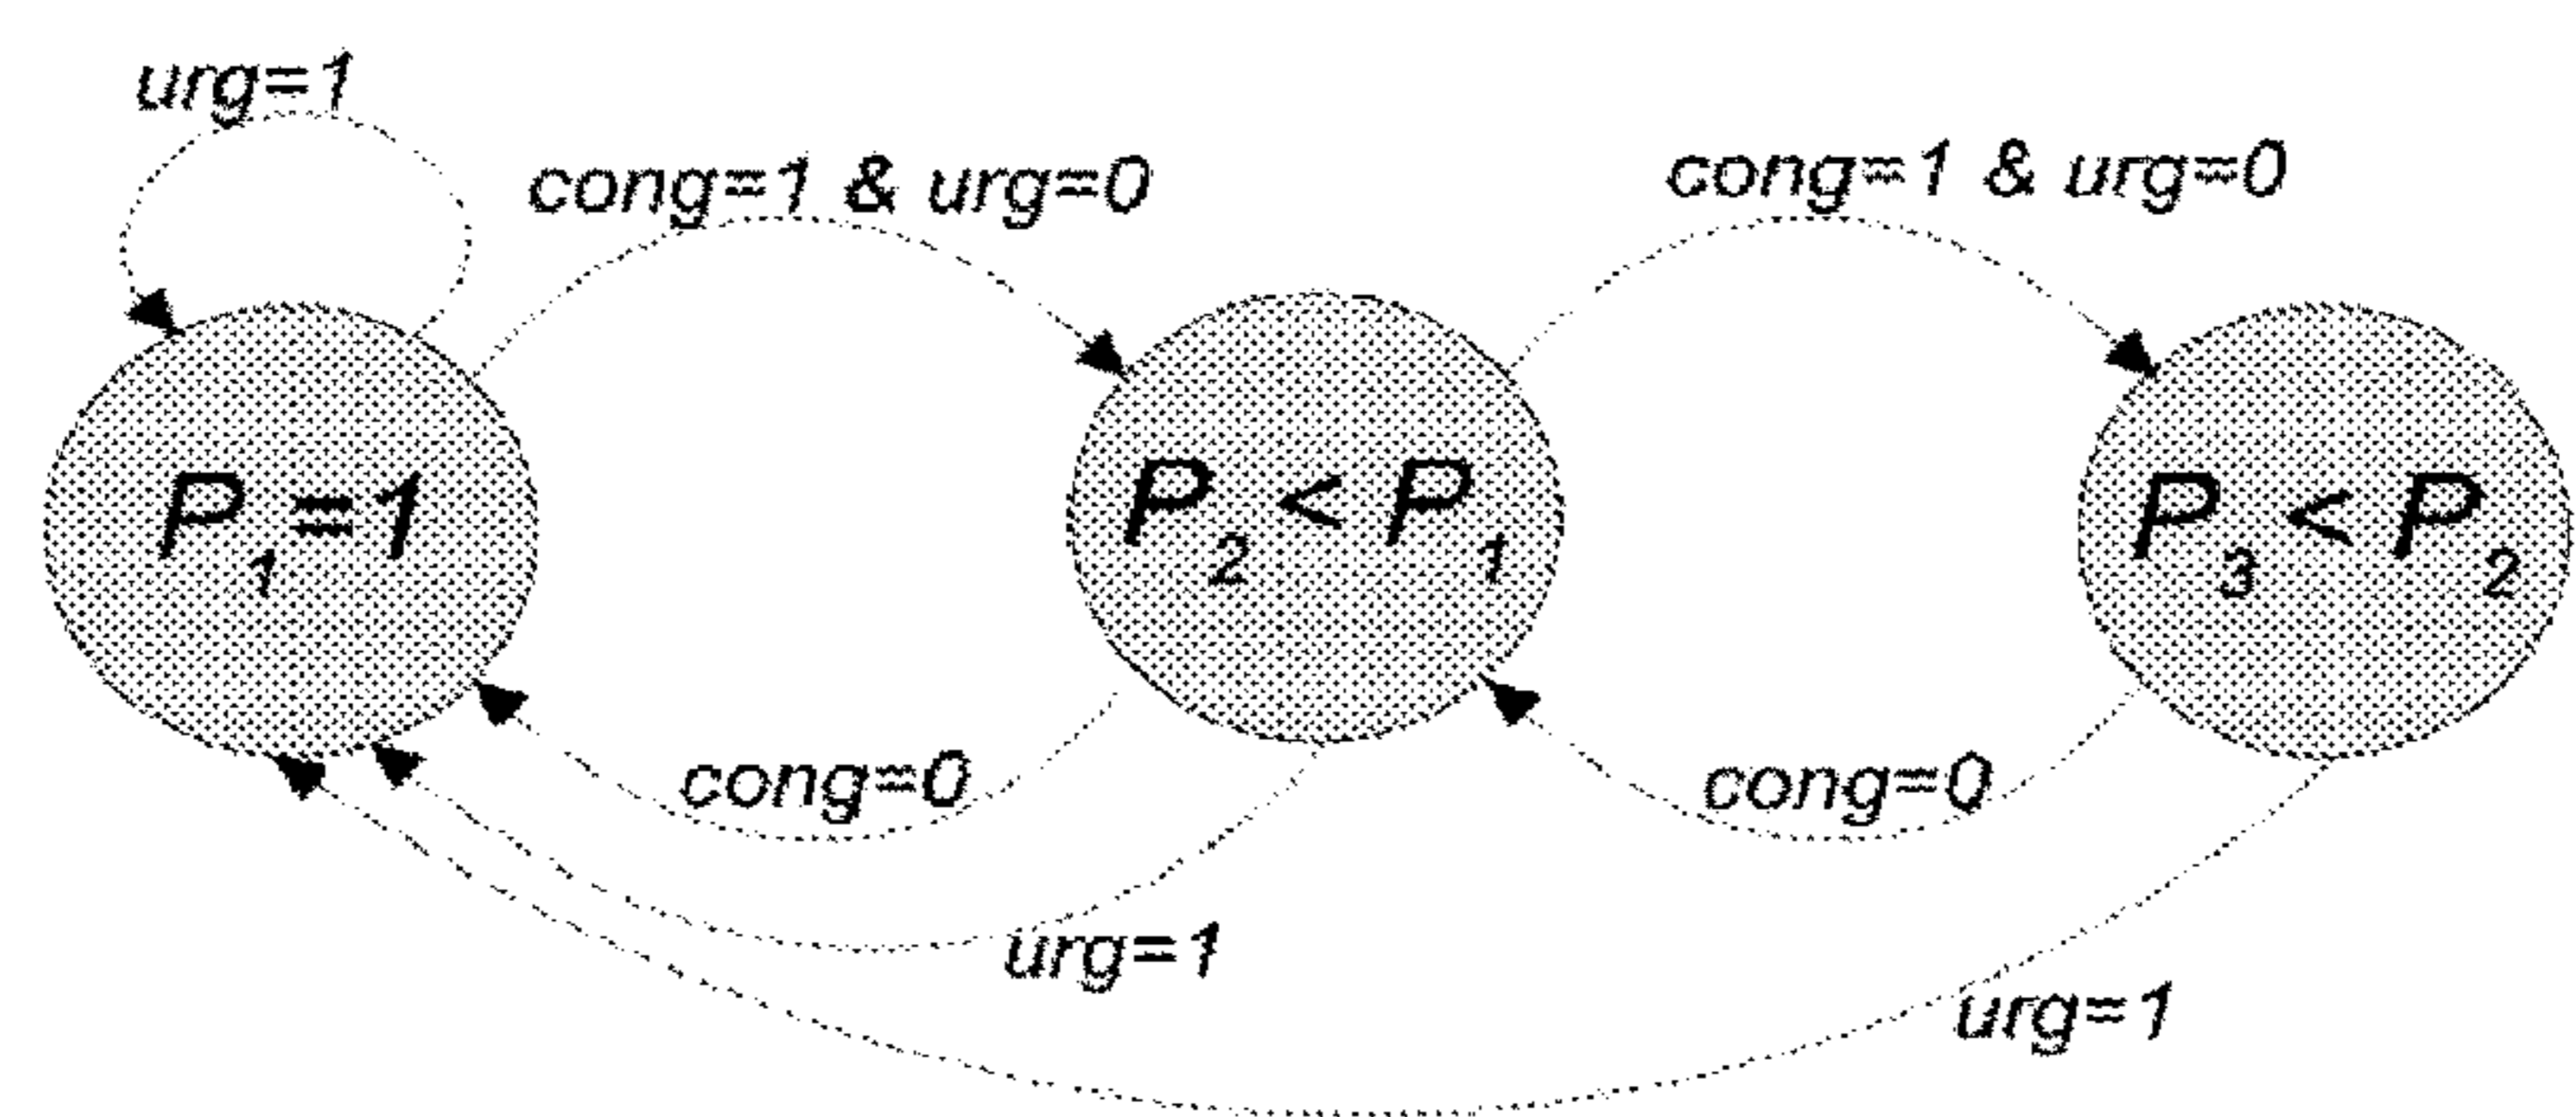 urg=1
cong=1 & urg=0
cong=1 & urg=0
P1=1
P2 < P1
P3 < P2
cong=0
cong=0
urg=1
urg=1